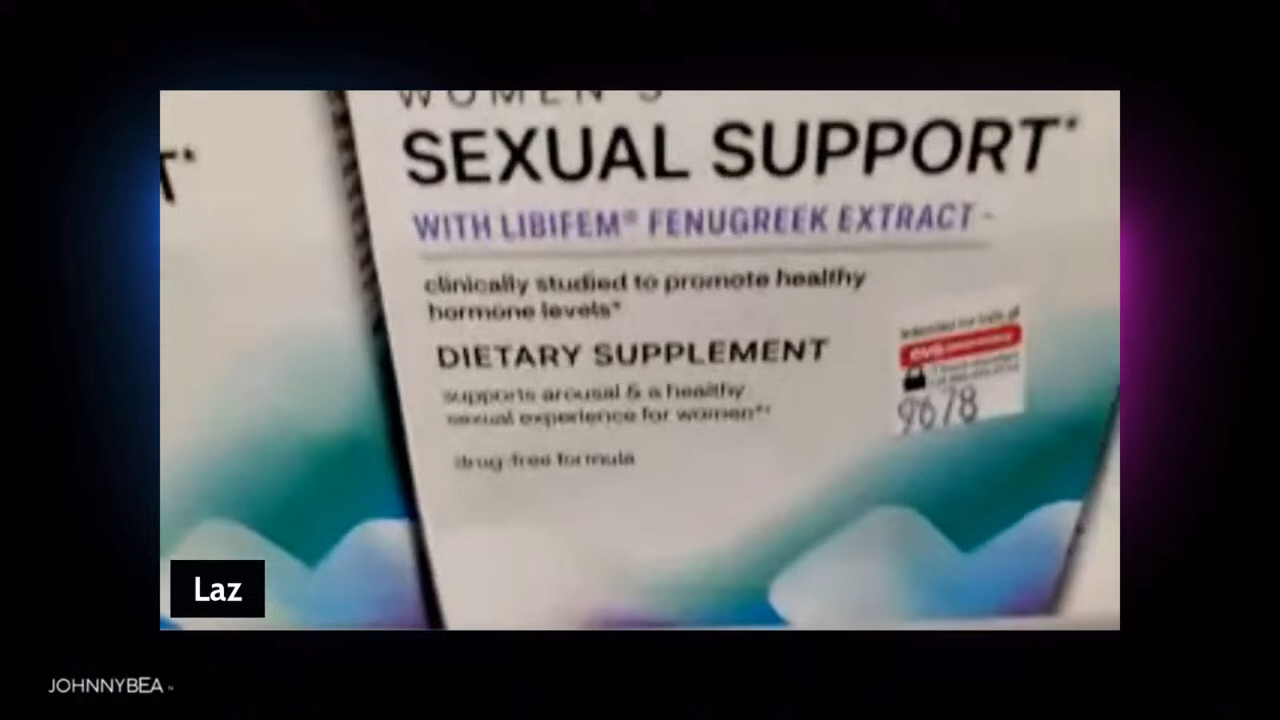 WOMEN'S
T*
SEXUAL SUPPORT*
WITH LIBIFEM® FENUGREEK EXTRACT
clinically studied to promote healthy
hormone levels*
DIETARY SUPPLEMENT
supports arousal & a healthy
sexual experience for women*
drug-free formula
9678
Laz
JOHNNYBEA